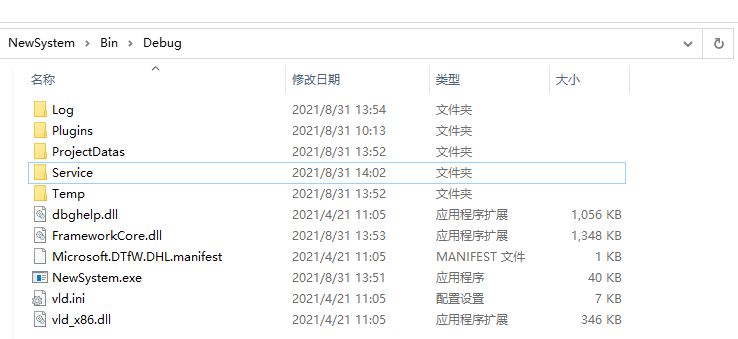 NewSystem > Bin > Debug
名称 修改日期 类型 大小
Log 2021/8/31 13:54 文件夹
Plugins 2021/8/31 10:13 文件夹
ProjectDatas 2021/8/31 13:52 文件夹
Service 2021/8/31 14:02 文件夹
Temp 2021/8/31 13:52 文件夹
dbghelp.dll 2021/4/21 11:05 应用程序扩展 1,056 KB
FrameworkCore.dll 2021/8/31 13:53 应用程序扩展 1,348 KB
Microsoft.DTfW.DHL.manifest 2021/4/21 11:05 MANIFEST 文件 1 KB
NewSystem.exe 2021/8/31 13:51 应用程序 40 KB
vld.ini 2021/4/21 11:05 配置设置 7 KB
vld_x86.dll 2021/4/21 11:05 应用程序扩展 346 KB